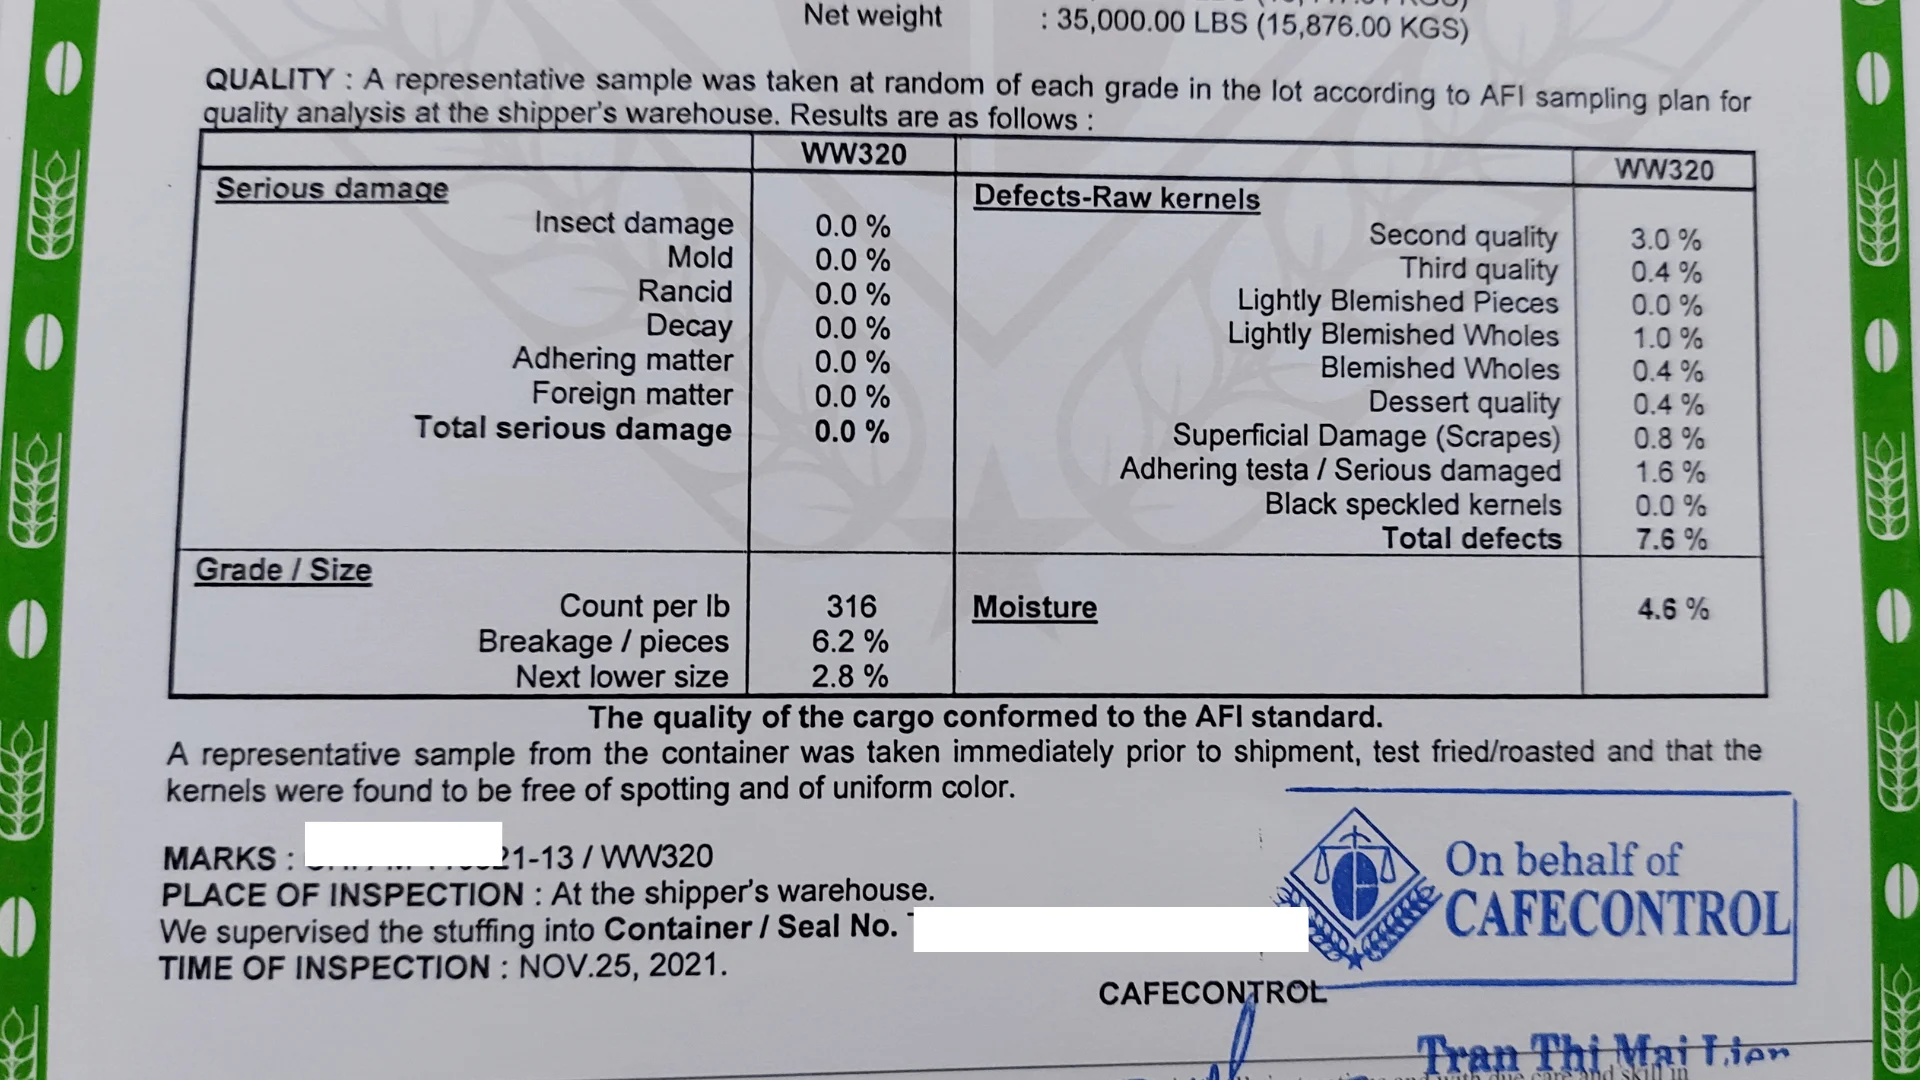 Net weight : 35,000.00 LBS (15,876.00 KGS)
QUALITY : A representative sample was taken at random of each grade in the lot according to AFI sampling plan for
quality analysis at the shipper's warehouse. Results are as follows :
WW320
Serious damage
Insect damage 0.0 %
Mold 0.0 %
Rancid 0.0 %
Decay 0.0 %
Adhering matter 0.0 %
Foreign matter 0.0 %
Total serious damage 0.0 %
WW320
Defects-Raw kernels
Second quality 3.0 %
Third quality 0.4 %
Lightly Blemished Pieces 0.0 %
Lightly Blemished Wholes 1.0 %
Blemished Wholes 0.4 %
Dessert quality 0.4 %
Superficial Damage (Scrapes) 0.8 %
Adhering testa / Serious damaged 1.6 %
Black speckled kernels 0.0 %
Total defects 7.6 %
Grade / Size
Count per lb 316
Breakage / pieces 6.2 %
Next lower size 2.8 %
Moisture 4.6 %
The quality of the cargo conformed to the AFI standard.
A representative sample from the container was taken immediately prior to shipment, test fried/roasted and that the
kernels were found to be free of spotting and of uniform color.
MARKS : 21-13 / WW320
PLACE OF INSPECTION : At the shipper's warehouse.
We supervised the stuffing into Container / Seal No.
TIME OF INSPECTION : NOV.25, 2021.
On behalf of
CAFECONTROL
CAFECONTROL
Tran Thi Mai Lien
care and skill in